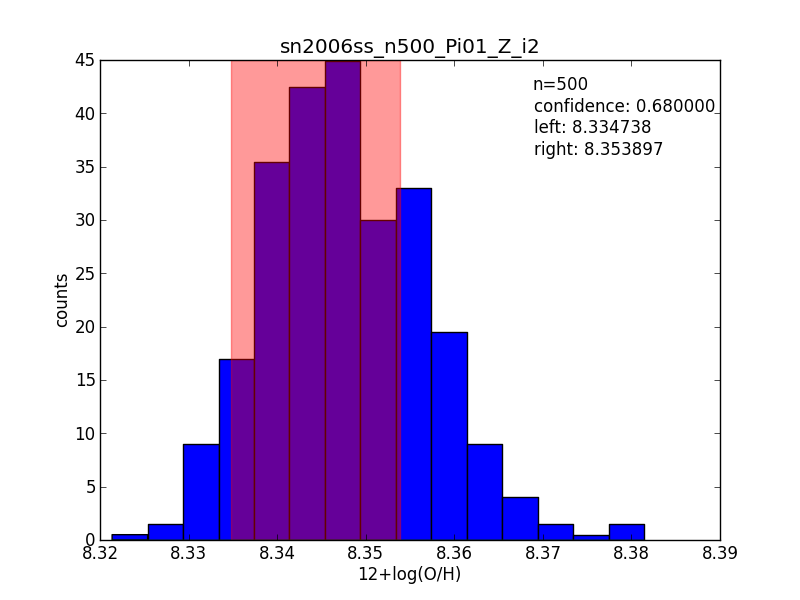 sn2006ss_n500_Pi01_Z_i2
n=500
confidence: 0.680000
left: 8.334738
right: 8.353897
counts
45
40
35
30
25
20
15
10
5
0
8.32 8.33 8.34 8.35 8.36 8.37 8.38 8.39
12+log(O/H)